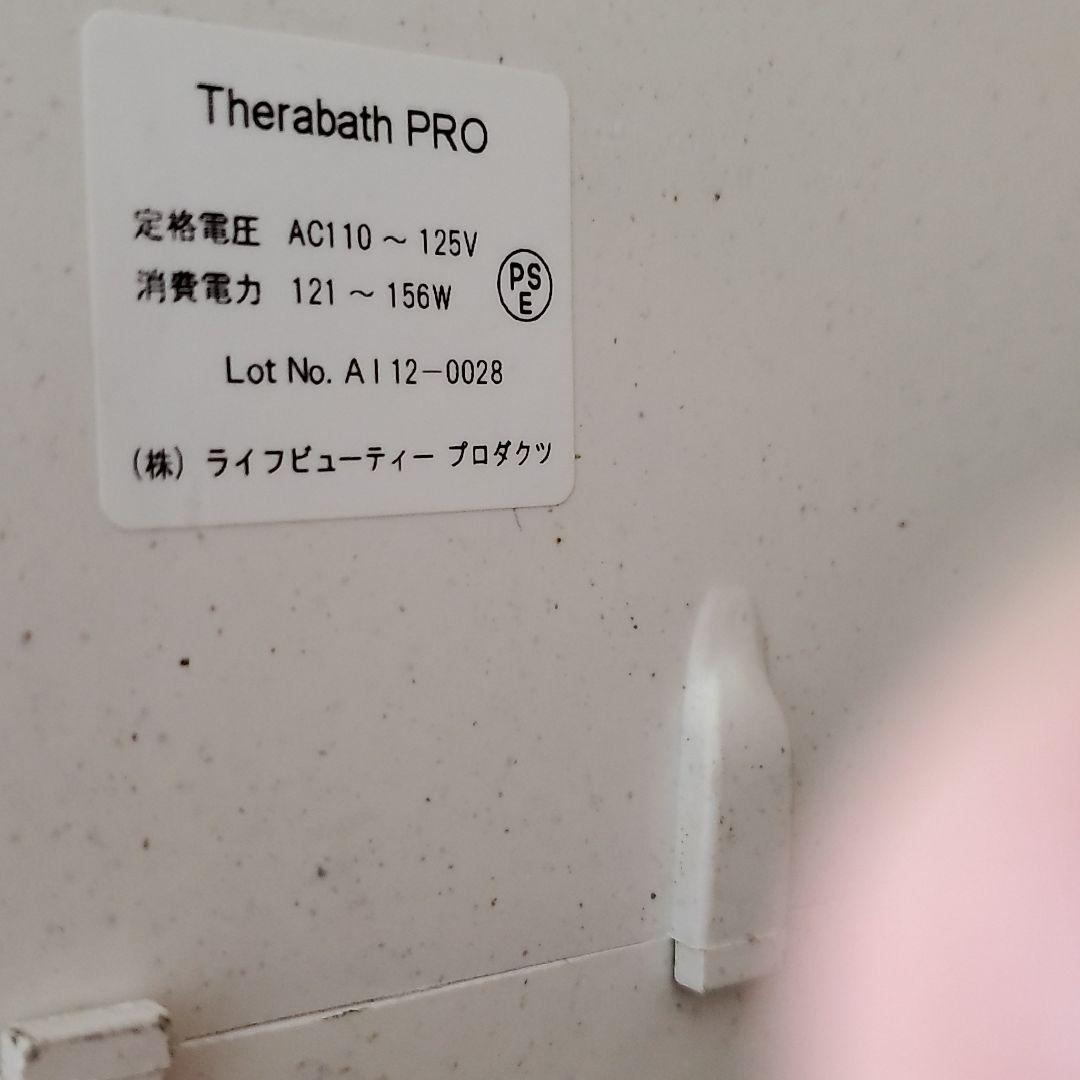 Therabath PRO
定格電圧 AC110～125V
消費電力 121～156W
PS
E
Lot No. AI12-0028
(株) ライフビューティー プロダクツ